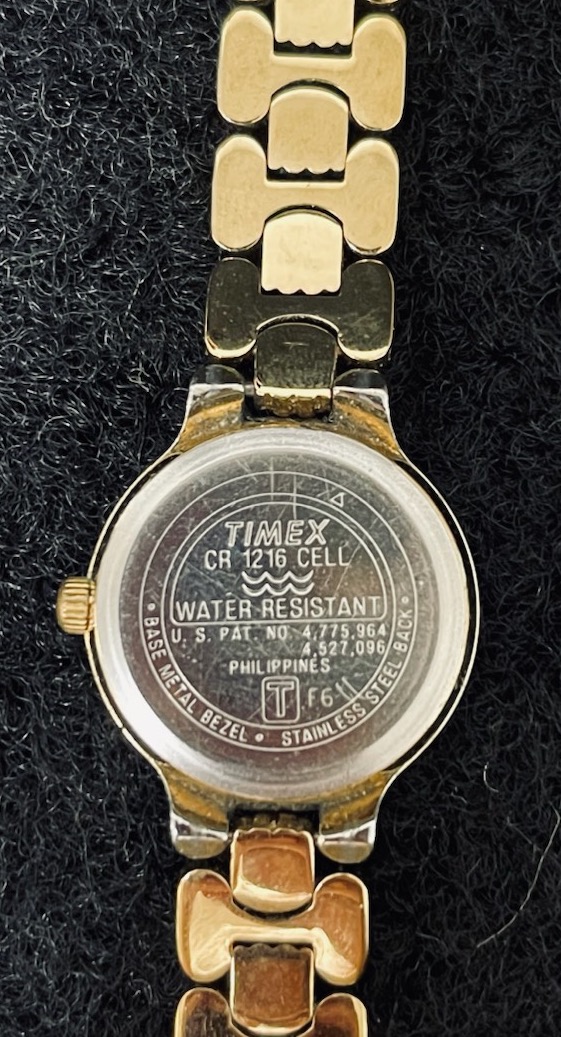 TIMEX
CR 1216 CELL
WATER RESISTANT
U. S. PAT. NO. 4,775,964
4,527,096
PHILIPPINES
T F6-11
• BASE METAL BEZEL • STAINLESS STEEL BACK •